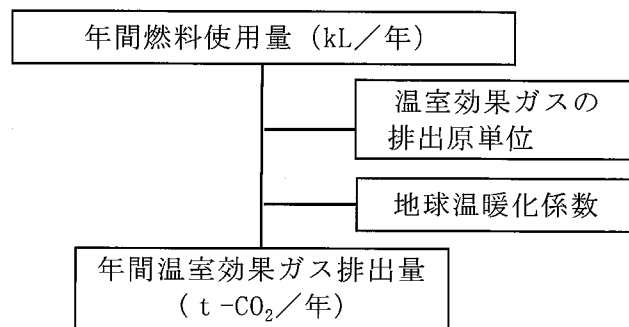 年間燃料使用量（kL／年）
温室効果ガスの
排出原単位
地球温暖化係数
年間温室効果ガス排出量
（ｔ-CO₂／年）